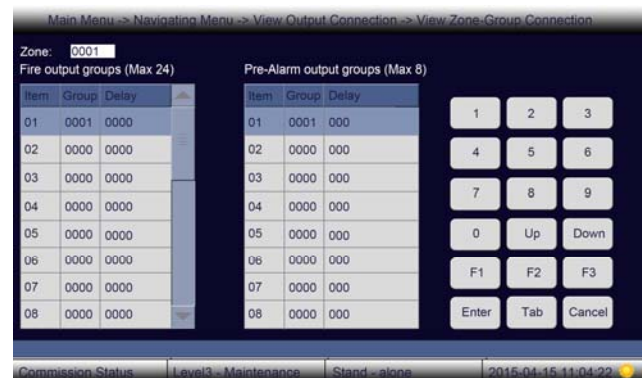 Main Menu -> Navigating Menu -> View Output Connection -> View Zone-Group Connection
Zone: 0001
Fire output groups (Max 24)
Pre-Alarm output groups (Max 8)
Item Group Delay
01 0001 0000
02 0000 0000
03 0000 0000
04 0000 0000
05 0000 0000
06 0000 0000
07 0000 0000
08 0000 0000
Item Group Delay
01 0001 000
02 0000 000
03 0000 000
04 0000 000
05 0000 000
06 0000 000
07 0000 000
08 0000 000
1 2 3
4 5 6
7 8 9
0 Up Down
F1 F2 F3
Enter Tab Cancel
Commission Status Level3 - Maintenance Stand - alone 2015-04-15 11:04:22